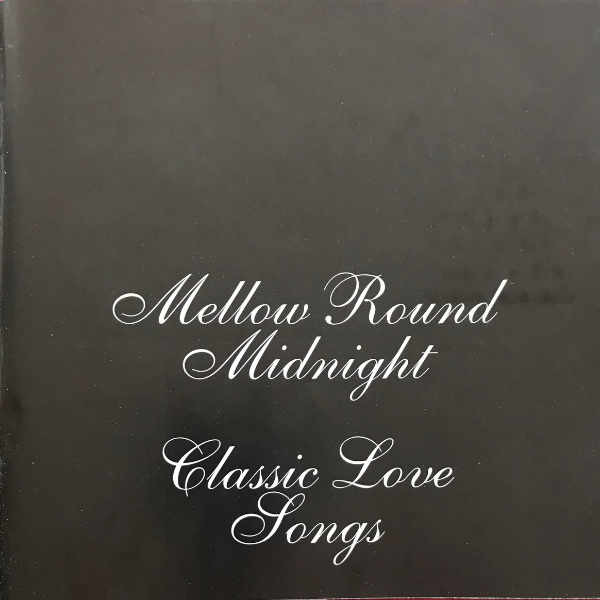 Mellow Round
Midnight
Classic Love
Songs